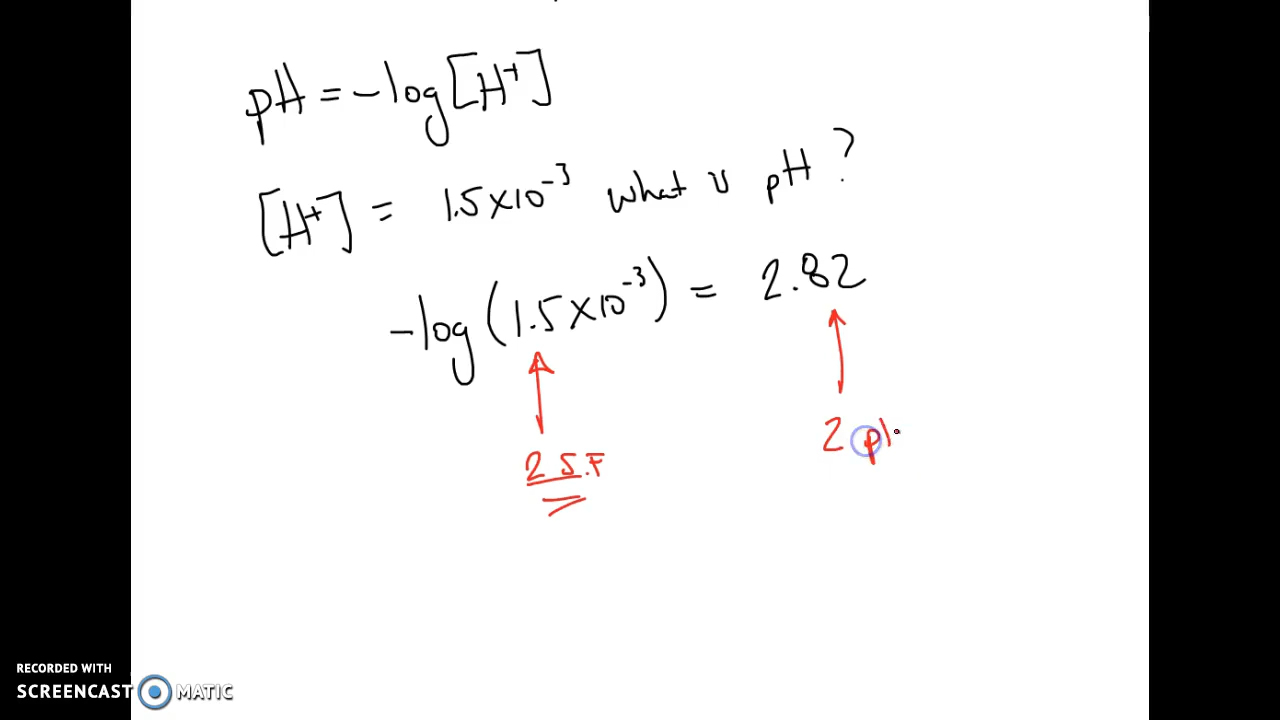 pH = -log[H+]
[H+] = 1.5×10⁻³ what is pH?
-log(1.5×10⁻³) = 2.82
2 S.F
2 pl
RECORDED WITH
SCREENCAST MATIC